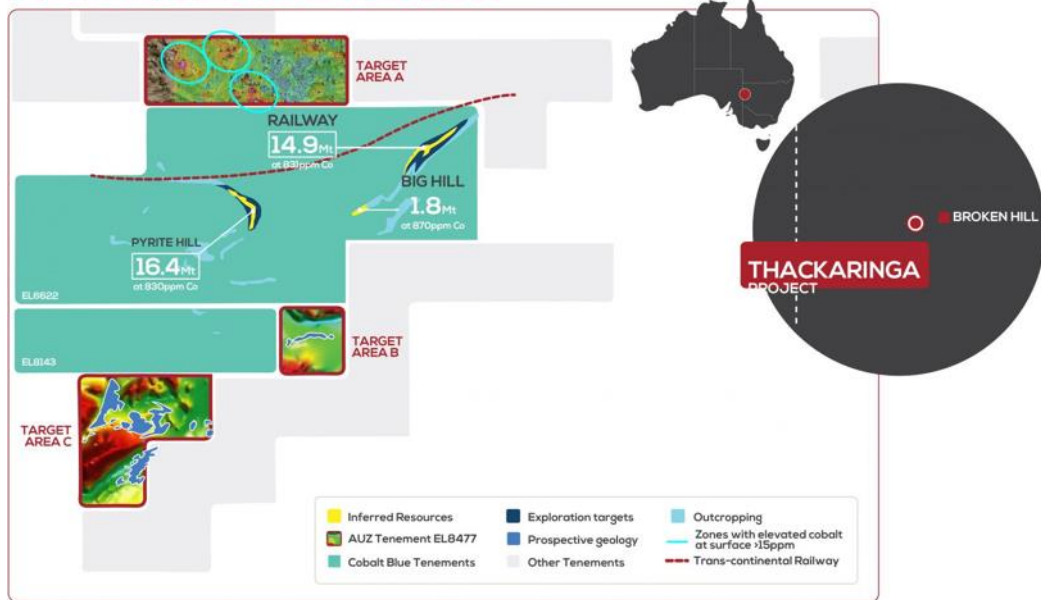 TARGET
AREA A
RAILWAY
14.9Mt
at 831ppm Co
BIG HILL
1.8Mt
at 870ppm Co
PYRITE HILL
16.4Mt
at 830ppm Co
EL6622
EL8143
TARGET
AREA B
TARGET
AREA C
BROKEN HILL
THACKARINGA
PROJECT
Inferred Resources
AUZ Tenement EL8477
Cobalt Blue Tenements
Exploration targets
Prospective geology
Other Tenements
Outcropping
Zones with elevated cobalt
at surface >15ppm
Trans-continental Railway